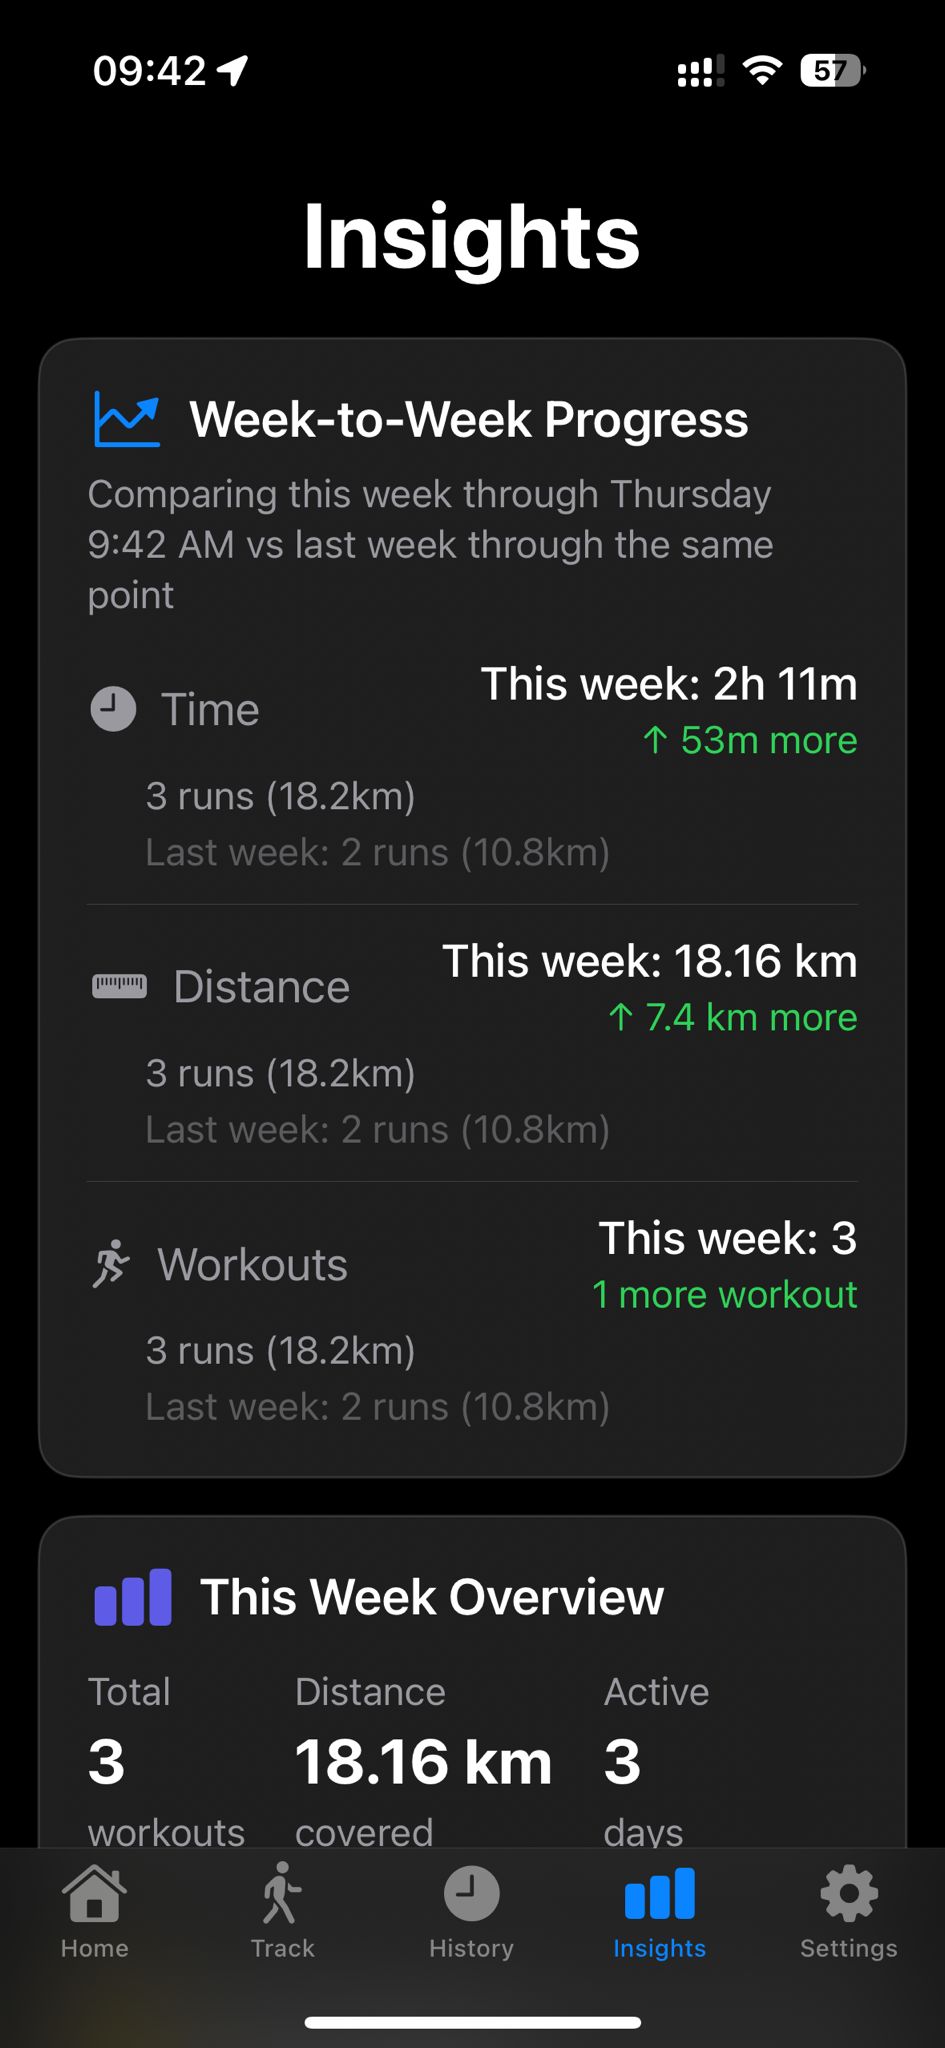 09:42
57
Insights
Week-to-Week Progress
Comparing this week through Thursday
9:42 AM vs last week through the same
point
Time
This week: 2h 11m
↑ 53m more
3 runs (18.2km)
Last week: 2 runs (10.8km)
Distance
This week: 18.16 km
↑ 7.4 km more
3 runs (18.2km)
Last week: 2 runs (10.8km)
Workouts
This week: 3
1 more workout
3 runs (18.2km)
Last week: 2 runs (10.8km)
This Week Overview
Total
3
workouts
Distance
18.16 km
covered
Active
3
days
Home
Track
History
Insights
Settings